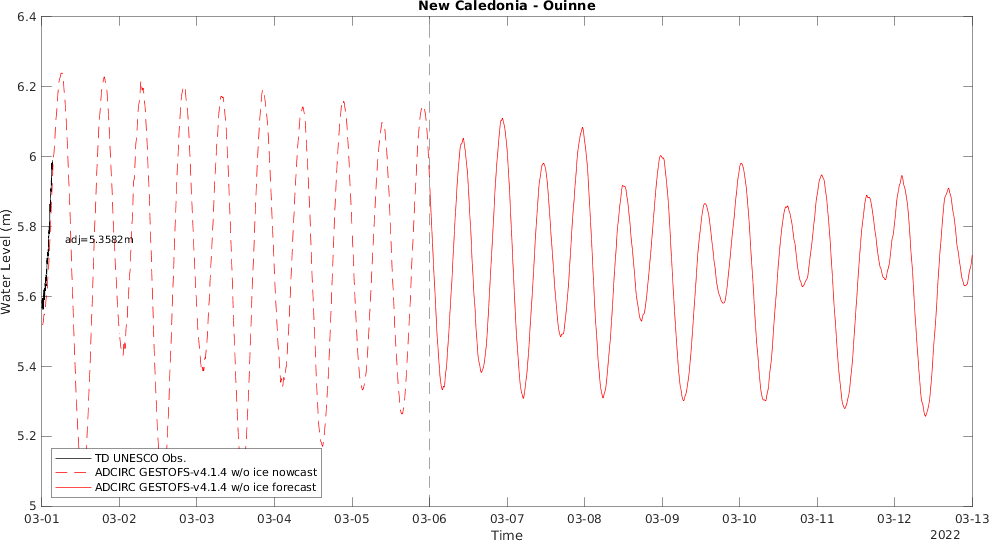 New Caledonia - Ouinne
6.4
6.2
6
5.8
5.6
5.4
5.2
5
Water Level (m)
adj=5.3582m
TD UNESCO Obs.
ADCIRC GESTOFS-v4.1.4 w/o ice nowcast
ADCIRC GESTOFS-v4.1.4 w/o ice forecast
03-01 03-02 03-03 03-04 03-05 03-06 03-07 03-08 03-09 03-10 03-11 03-12 03-13
Time
2022